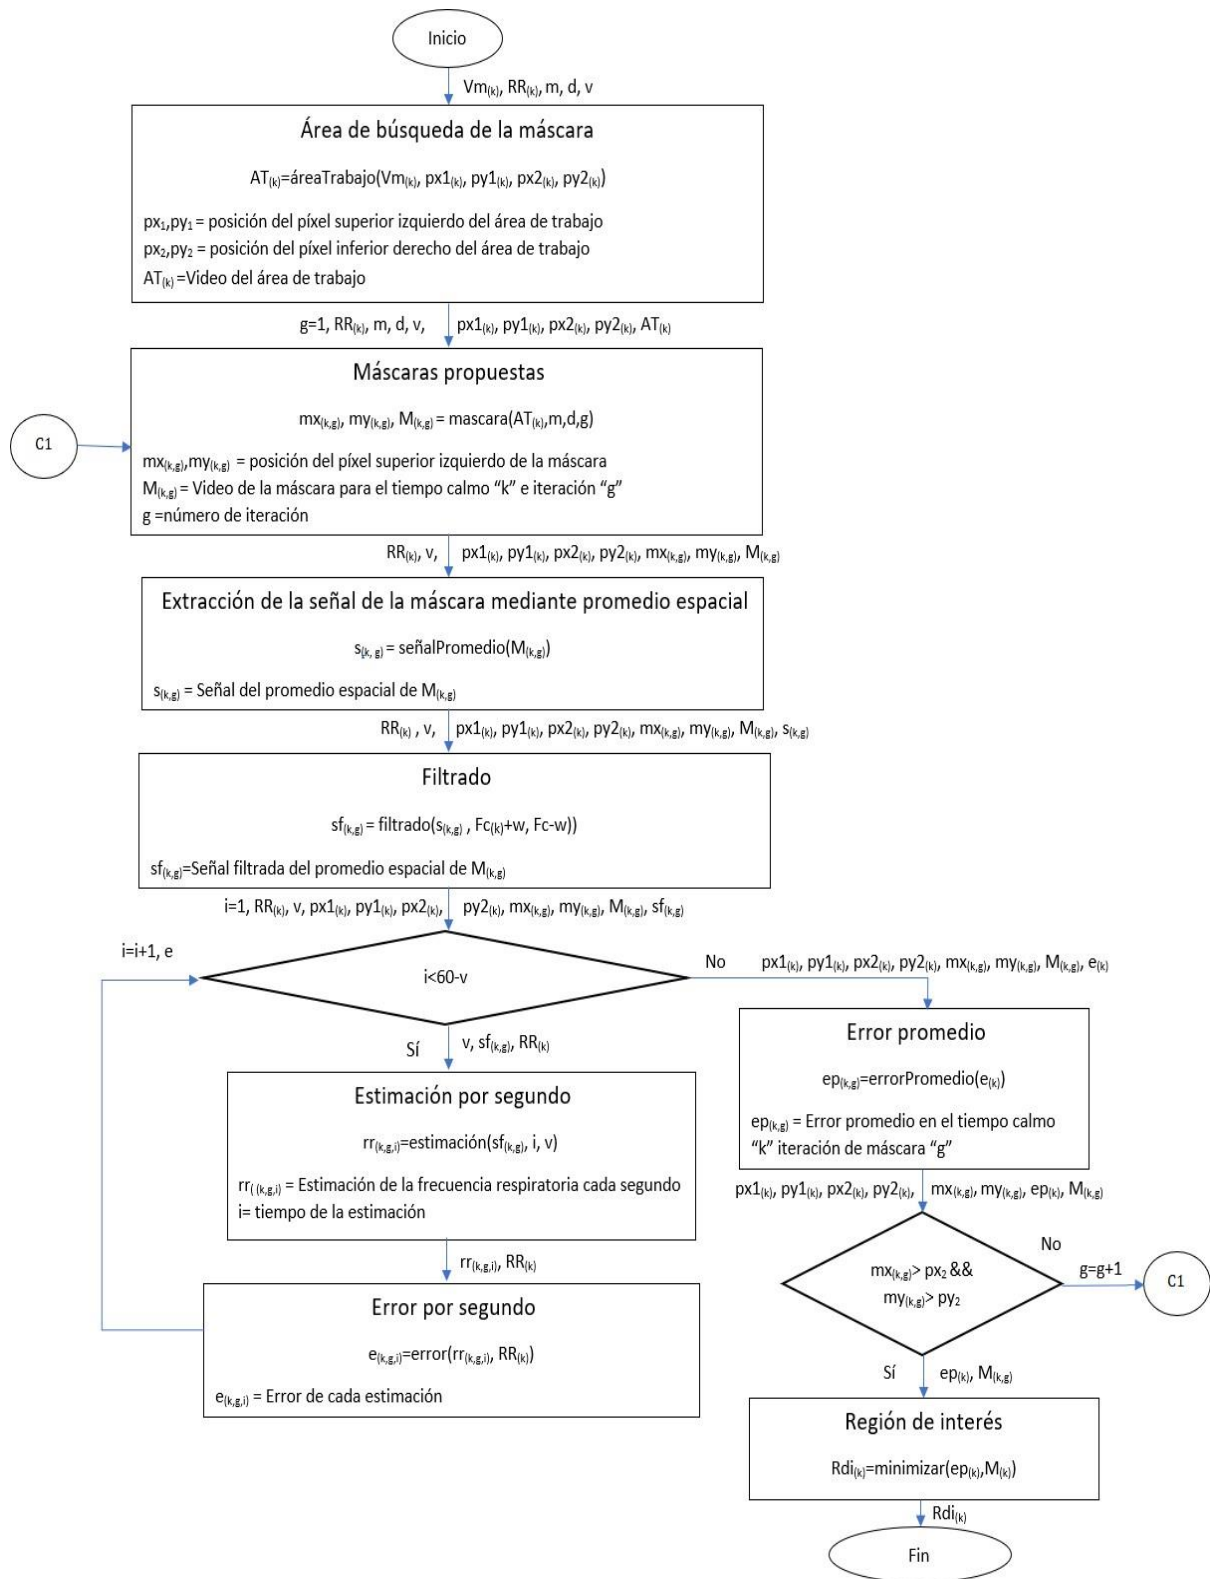 Inicio
Vm(k), RR(k), m, d, v
Área de búsqueda de la máscara
AT(k)=áreaTrabajo(Vm(k), px1(k), py1(k), px2(k), py2(k))
px1,py1 = posición del píxel superior izquierdo del área de trabajo
px2,py2 = posición del píxel inferior derecho del área de trabajo
AT(k) =Video del área de trabajo
g=1, RR(k), m, d, v, px1(k), py1(k), px2(k), py2(k), AT(k)
Máscaras propuestas
mx(k,g), my(k,g), M(k,g) = mascara(AT(k),m,d,g)
C1
mx(k,g),my(k,g) = posición del píxel superior izquierdo de la máscara
M(k,g) = Video de la máscara para el tiempo calmo “k” e iteración “g”
g =número de iteración
RR(k), v, px1(k), py1(k), px2(k), py2(k), mx(k,g), my(k,g), M(k,g)
Extracción de la señal de la máscara mediante promedio espacial
s(k, g) = señalPromedio(M(k,g))
s(k,g) = Señal del promedio espacial de M(k,g)
RR(k) , v, px1(k), py1(k), px2(k), py2(k), mx(k,g), my(k,g), M(k,g), s(k,g)
Filtrado
sf(k,g) = filtrado(s(k,g) , Fc(k)+w, Fc-w))
sf(k,g)=Señal filtrada del promedio espacial de M(k,g)
i=1, RR(k), v, px1(k), py1(k), px2(k), py2(k), mx(k,g), my(k,g), M(k,g), sf(k,g)
i=i+1, e
i<60-v
No
px1(k), py1(k), px2(k), py2(k), mx(k,g), my(k,g), M(k,g), e(k)
Sí
v, sf(k,g), RR(k)
Estimación por segundo
rr(k,g,i)=estimación(sf(k,g), i, v)
rr( (k,g,i) = Estimación de la frecuencia respiratoria cada segundo
i= tiempo de la estimación
rr(k,g,i), RR(k)
Error por segundo
e(k,g,i)=error(rr(k,g,i), RR(k))
e(k,g,i) = Error de cada estimación
Error promedio
ep(k,g)=errorPromedio(e(k))
ep(k,g) = Error promedio en el tiempo calmo
“k” iteración de máscara “g”
px1(k), py1(k), px2(k), py2(k), mx(k,g), my(k,g), ep(k), M(k,g)
mx(k,g)> px2 &&
my(k,g)> py2
No
g=g+1
C1
Sí
ep(k), M(k,g)
Región de interés
Rdi(k)=minimizar(ep(k),M(k))
Rdi(k)
Fin